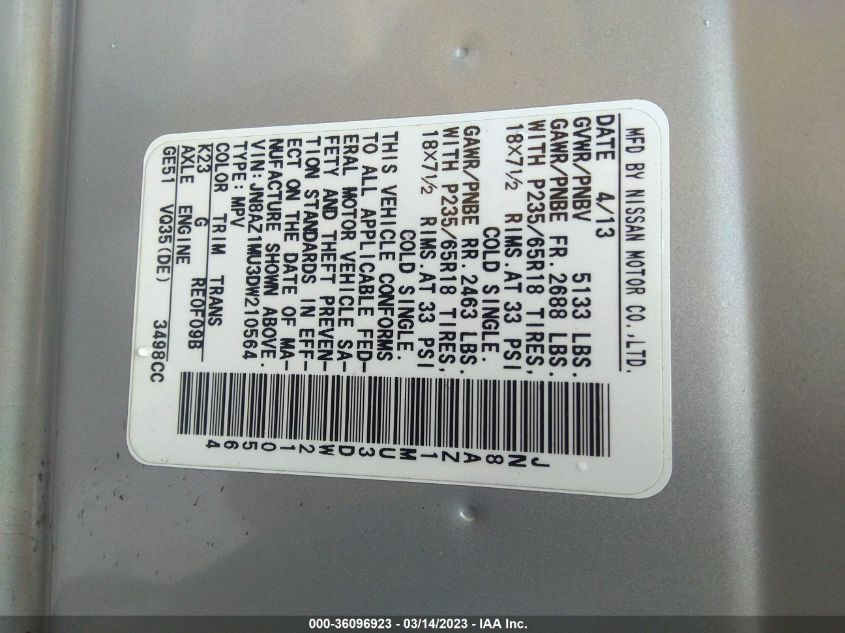 MFD BY NISSAN MOTOR CO.,LTD.
DATE 4/13
GVWR/PNBV 5133 LBS.
GAWR/PNBE FR. 2688 LBS.
WITH P235/65R18 TIRES,
18X7½ RIMS.AT 33 PSI
COLD SINGLE.
GAWR/PNBE RR. 2463 LBS.
WITH P235/65R18 TIRES,
18X7½ RIMS.AT 33 PSI
COLD SINGLE.
THIS VEHICLE CONFORMS
TO ALL APPLICABLE FED-
ERAL MOTOR VEHICLE SA-
FETY AND THEFT PREVEN-
TION STANDARDS IN EFF-
ECT ON THE DATE OF MA-
NUFACTURE SHOWN ABOVE.
VIN: JN8AZ1MU3DW210564
TYPE: MPV
COLOR TRIM TRANS
K23 G RE0F09B
AXLE ENGINE
GE51 VQ35(DE) 3498CC
JN8AZ1MU3DW210564
000-36096923 - 03/14/2023 - IAA Inc.